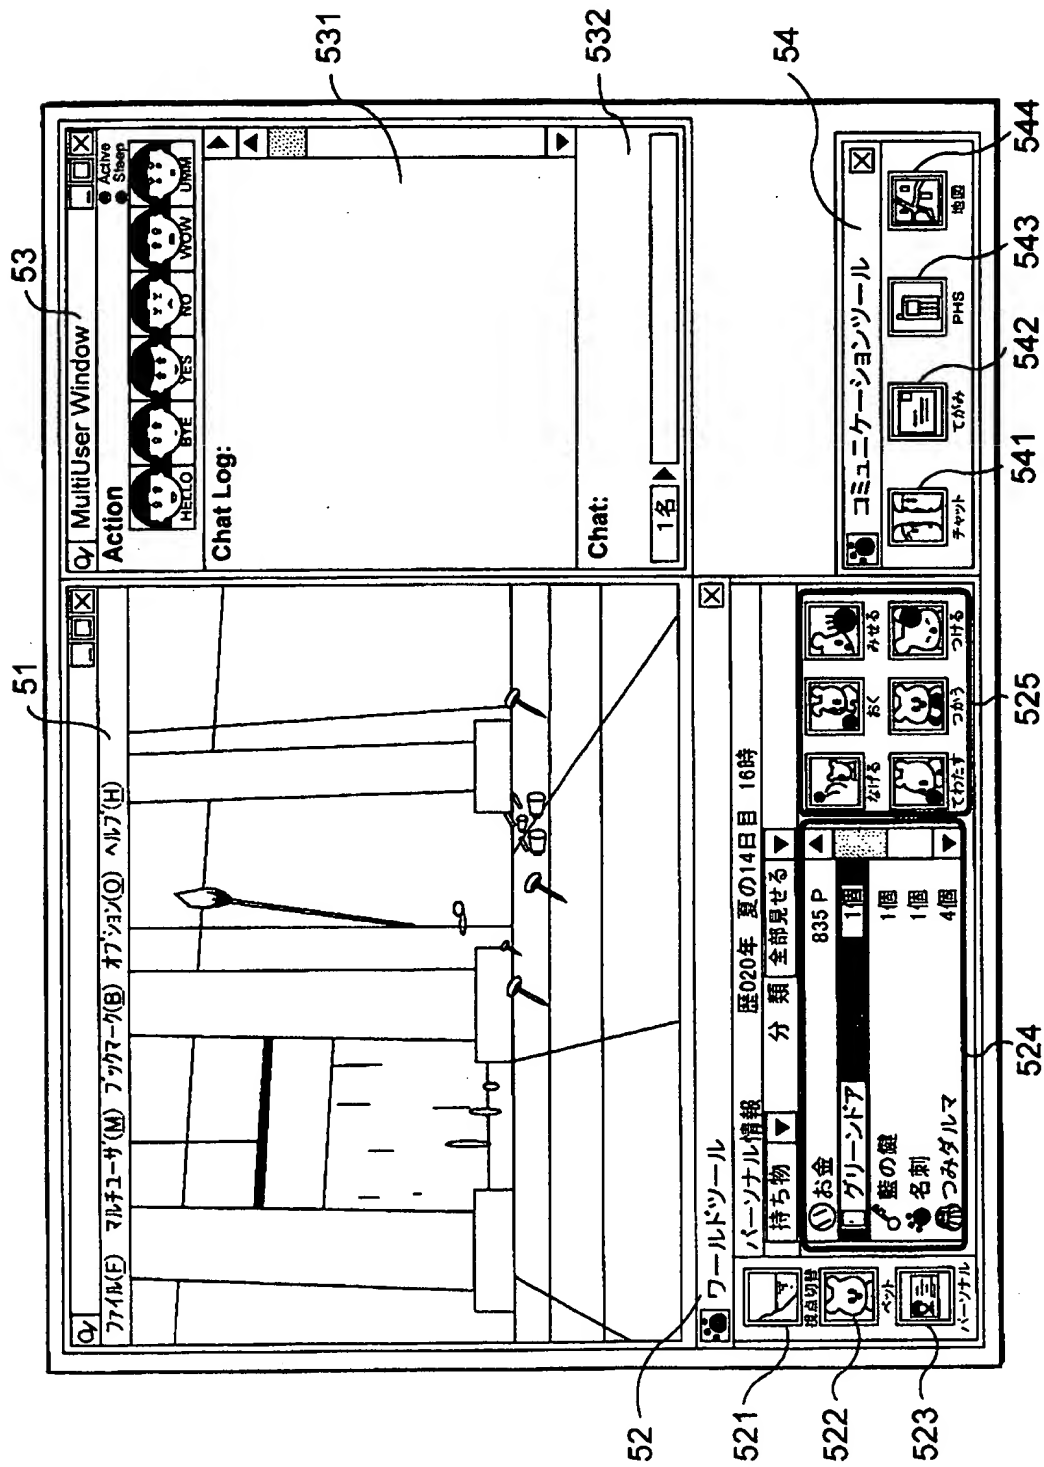 51
53
ファイル(F) マルチユーザ(M) ブックマーク(B) オプション(O) ヘルプ(H)
MultiUser Window
Action
Active
Sleep
HELLO BYE YES NO WOW UMM
Chat Log:
531
Chat:
1名
532
52
ワールドツール
パーソナル情報 歴020年 夏の14日目 16時
持ち物 分類 全部見せる
521
視点切替
522
ペット
523
パーソナル
お金 835 P
グリーンドア 1個
藍の鍵 1個
名刺 1個
つみダルマ 4個
524
なげる おく みせる
てわたす つかう つける
525
54
コミュニケーションツール
チャット てがみ PHS 地図
541 542 543 544